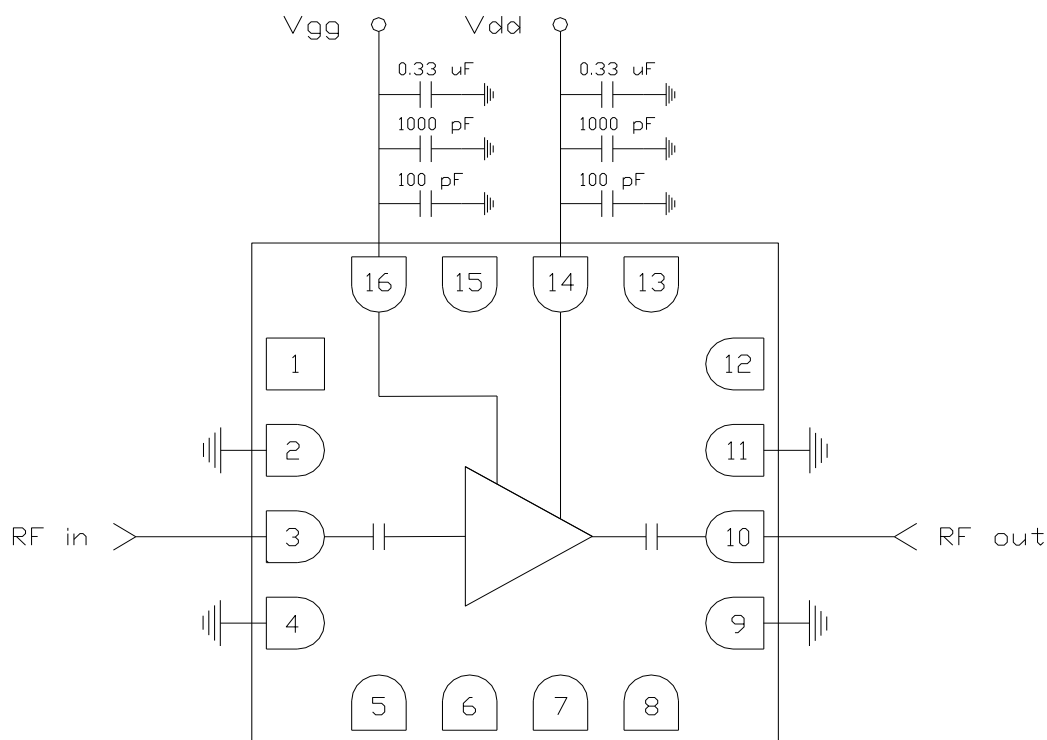 Vgg Vdd
0.33 uF 0.33 uF
1000 pF 1000 pF
100 pF 100 pF
16 15 14 13
1 12
2 11
RF in 3 10 RF out
4 9
5 6 7 8